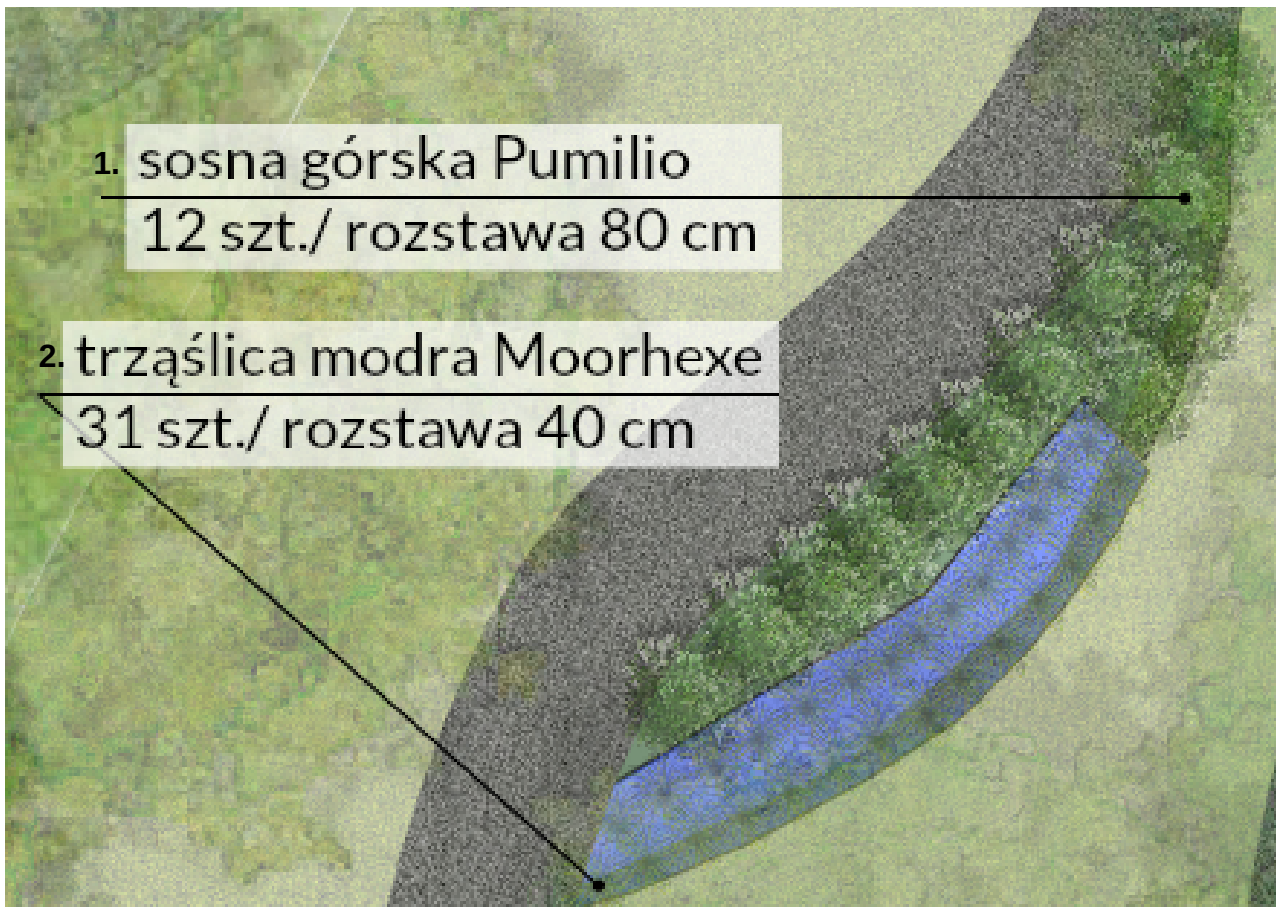 1. sosna górska Pumilio
12 szt./ rozstawa 80 cm
2. trząślica modra Moorhexe
31 szt./ rozstawa 40 cm